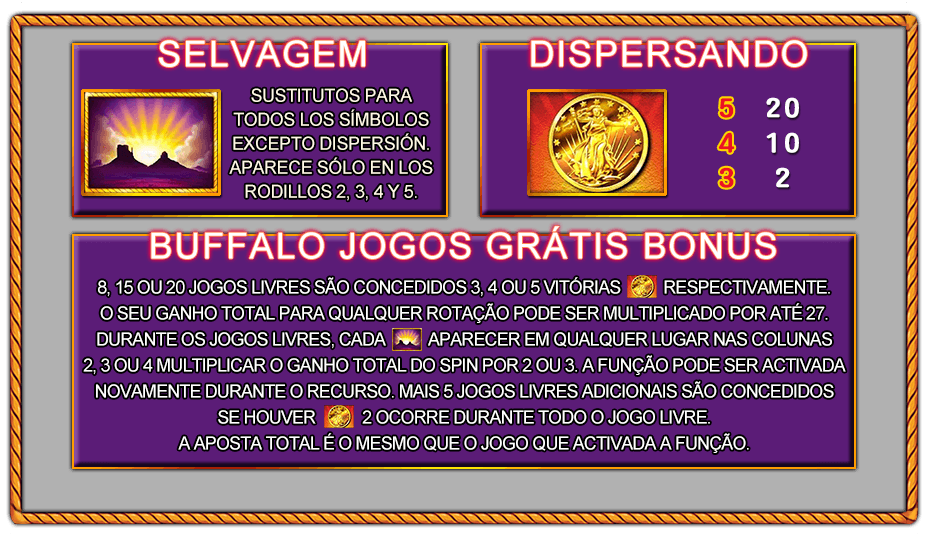 SELVAGEM
SUSTITUTOS PARA
TODOS LOS SÍMBOLOS
EXCEPTO DISPERSIÓN.
APARECE SÓLO EN LOS
RODILLOS 2, 3, 4 Y 5.
DISPERSANDO
5 20
4 10
3 2
BUFFALO JOGOS GRÁTIS BONUS
8, 15 OU 20 JOGOS LIVRES SÃO CONCEDIDOS 3, 4 OU 5 VITÓRIAS RESPECTIVAMENTE.
O SEU GANHO TOTAL PARA QUALQUER ROTAÇÃO PODE SER MULTIPLICADO POR ATÉ 27.
DURANTE OS JOGOS LIVRES, CADA APARECER EM QUALQUER LUGAR NAS COLUNAS
2, 3 OU 4 MULTIPLICAR O GANHO TOTAL DO SPIN POR 2 OU 3. A FUNÇÃO PODE SER ACTIVADA
NOVAMENTE DURANTE O RECURSO. MAIS 5 JOGOS LIVRES ADICIONAIS SÃO CONCEDIDOS
SE HOUVER 2 OCORRE DURANTE TODO O JOGO LIVRE.
A APOSTA TOTAL É O MESMO QUE O JOGO QUE ACTIVADA A FUNÇÃO.